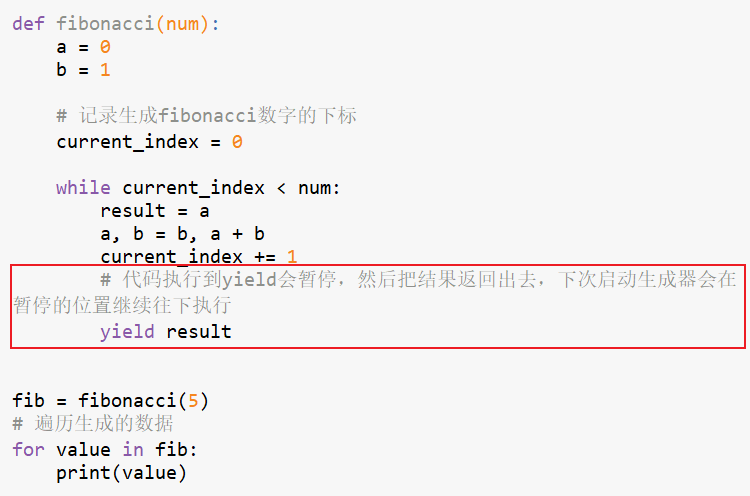 def fibonacci(num):
    a = 0
    b = 1

    # 记录生成fibonacci数字的下标
    current_index = 0

    while current_index < num:
        result = a
        a, b = b, a + b
        current_index += 1
        # 代码执行到yield会暂停，然后把结果返回出去，下次启动生成器会在
暂停的位置继续往下执行
        yield result


fib = fibonacci(5)
# 遍历生成的数据
for value in fib:
    print(value)